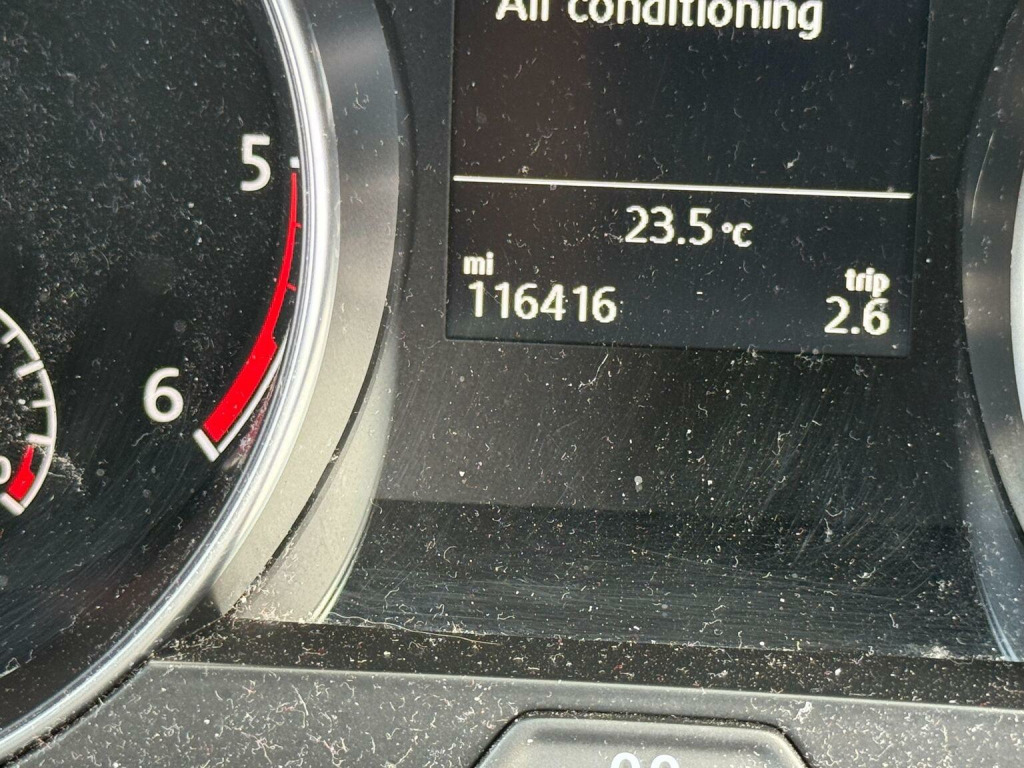 Air conditioning
5
23.5 °C
mi
trip
116416
2.6
6